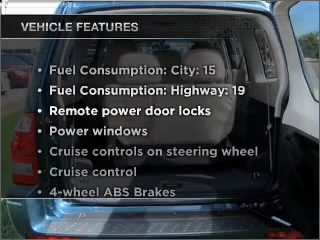 VEHICLE FEATURES
• Fuel Consumption: City: 15
• Fuel Consumption: Highway: 19
• Remote power door locks
• Power windows
• Cruise controls on steering wheel
• Cruise control
• 4-wheel ABS Brakes